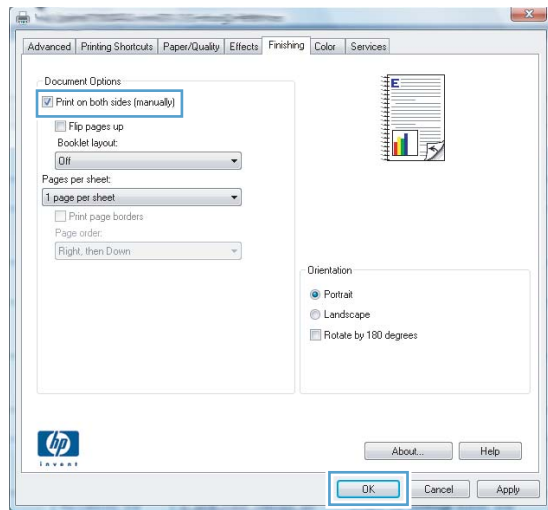 Advanced Printing Shortcuts Paper/Quality Effects Finishing Color Services
Document Options
Print on both sides (manually)
Flip pages up
Booklet layout:
Off
Pages per sheet:
1 page per sheet
Print page borders
Page order:
Right, then Down
E
Orientation
Portrait
Landscape
Rotate by 180 degrees
hp
invent
About... Help
OK Cancel Apply